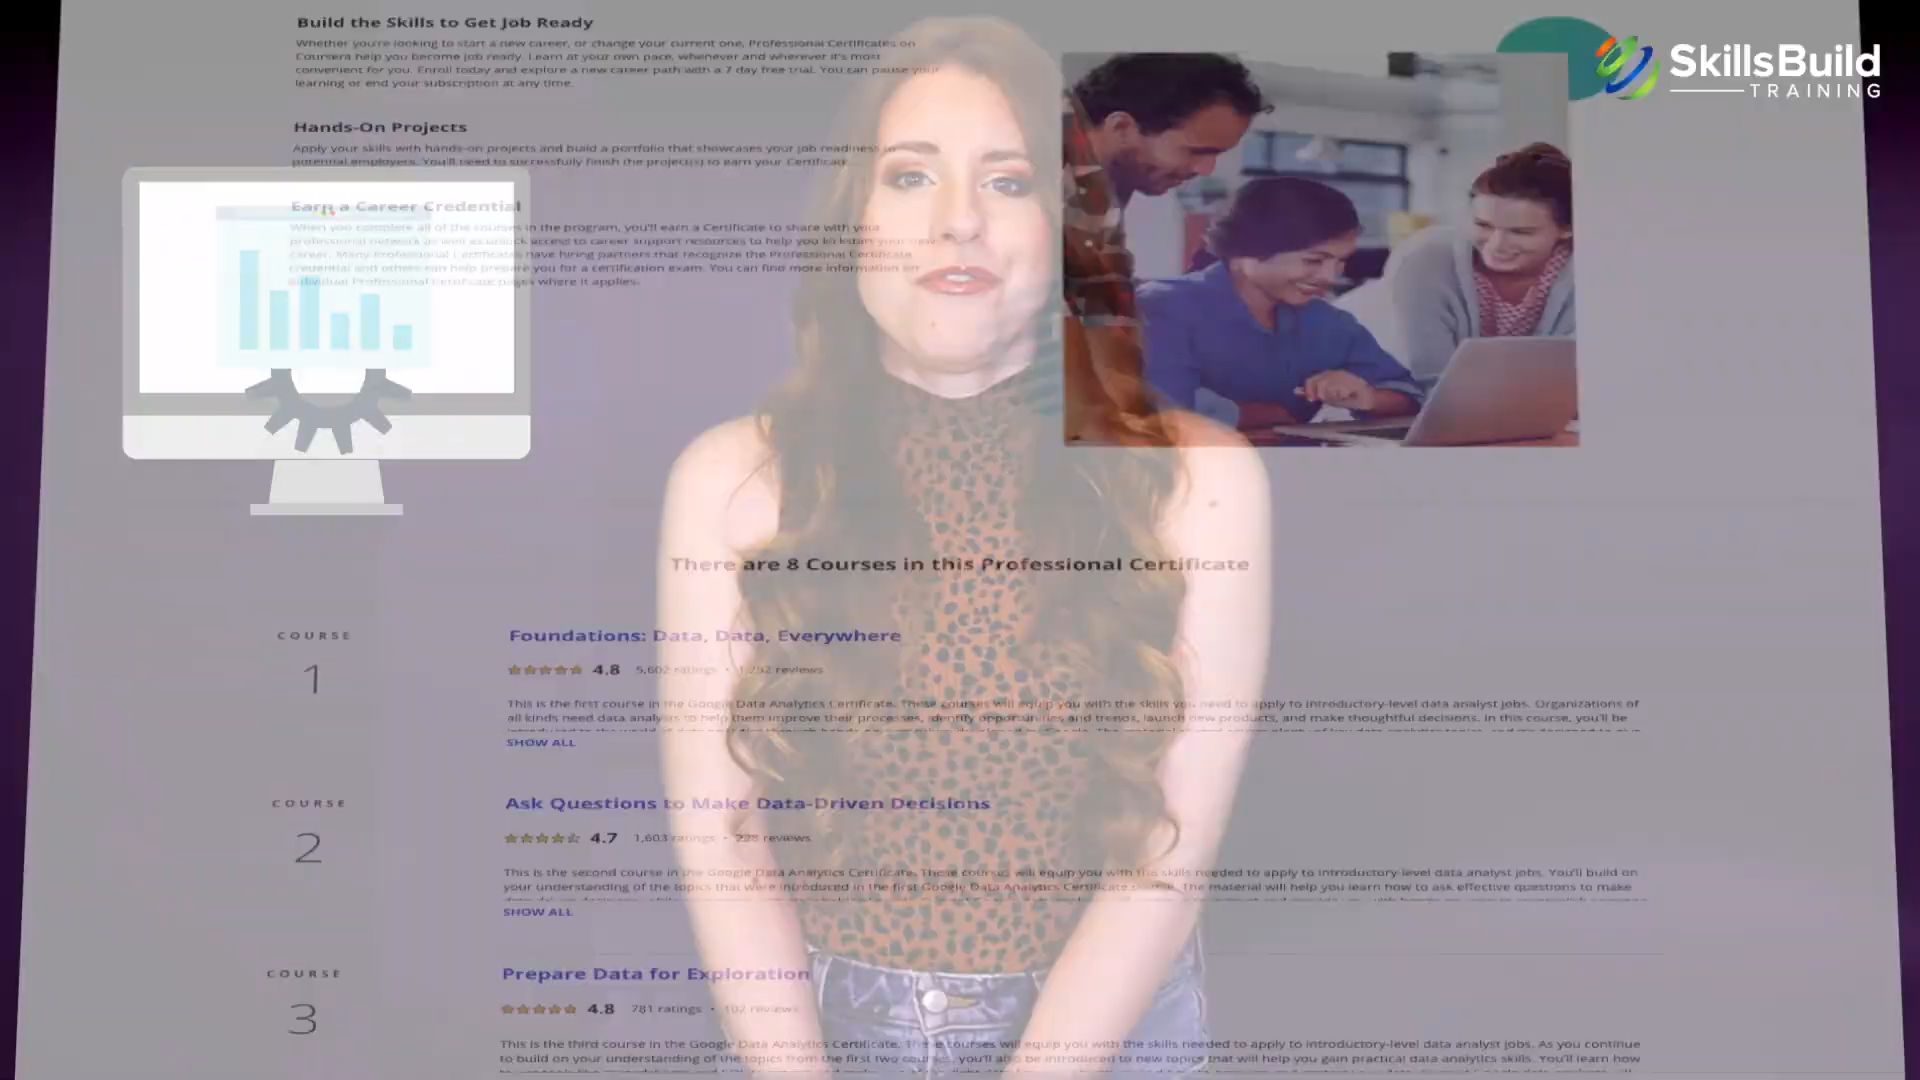 SkillsBuild
TRAINING
Build the Skills to Get Job Ready
Whether you're looking to start a new career, or change your current one, Professional Certificates on
Coursera help you become job ready. Learn at your own pace, whenever and wherever it's most
convenient for you. Enroll today and explore a new career path with a 7 day free trial. You can pause your
learning or end your subscription at any time.
Hands-On Projects
Apply your skills with hands-on projects and build a portfolio that showcases your job readiness to
potential employers. You'll need to successfully finish the project(s) to earn your Certificate.
Earn a Career Credential
When you complete all of the courses in the program, you'll earn a Certificate to share with your
professional network as well as unlock access to career support resources to help you kickstart your new
career. Many Professional Certificates have hiring partners that recognize the Professional Certificate
credential and others can help prepare you for a certification exam. You can find more information on
individual Professional Certificate pages where it applies.
There are 8 Courses in this Professional Certificate
COURSE
1
Foundations: Data, Data, Everywhere
4.8 5,602 ratings • reviews
This is the first course in the Google Data Analytics Certificate. These courses will equip you with the skills you need to apply to introductory-level data analyst jobs. Organizations of
all kinds need data analysts to help them improve their processes, identify opportunities and trends, launch new products, and make thoughtful decisions. In this course, you'll be
SHOW ALL
COURSE
2
Ask Questions to Make Data-Driven Decisions
4.7 1,603 ratings • reviews
This is the second course in the Google Data Analytics Certificate. These courses will equip you with the skills needed to apply to introductory-level data analyst jobs. You'll build on
your understanding of the topics that were introduced in the first Google Data Analytics Certificate course. The material will help you learn how to ask effective questions to make
SHOW ALL
COURSE
3
Prepare Data for Exploration
4.8 781 ratings • 102 reviews
This is the third course in the Google Data Analytics Certificate. These courses will equip you with the skills needed to apply to introductory-level data analyst jobs. As you continue
to build on your understanding of the topics from the first two courses, you'll also be introduced to new topics that will help you gain practical data analytics skills. You'll learn how